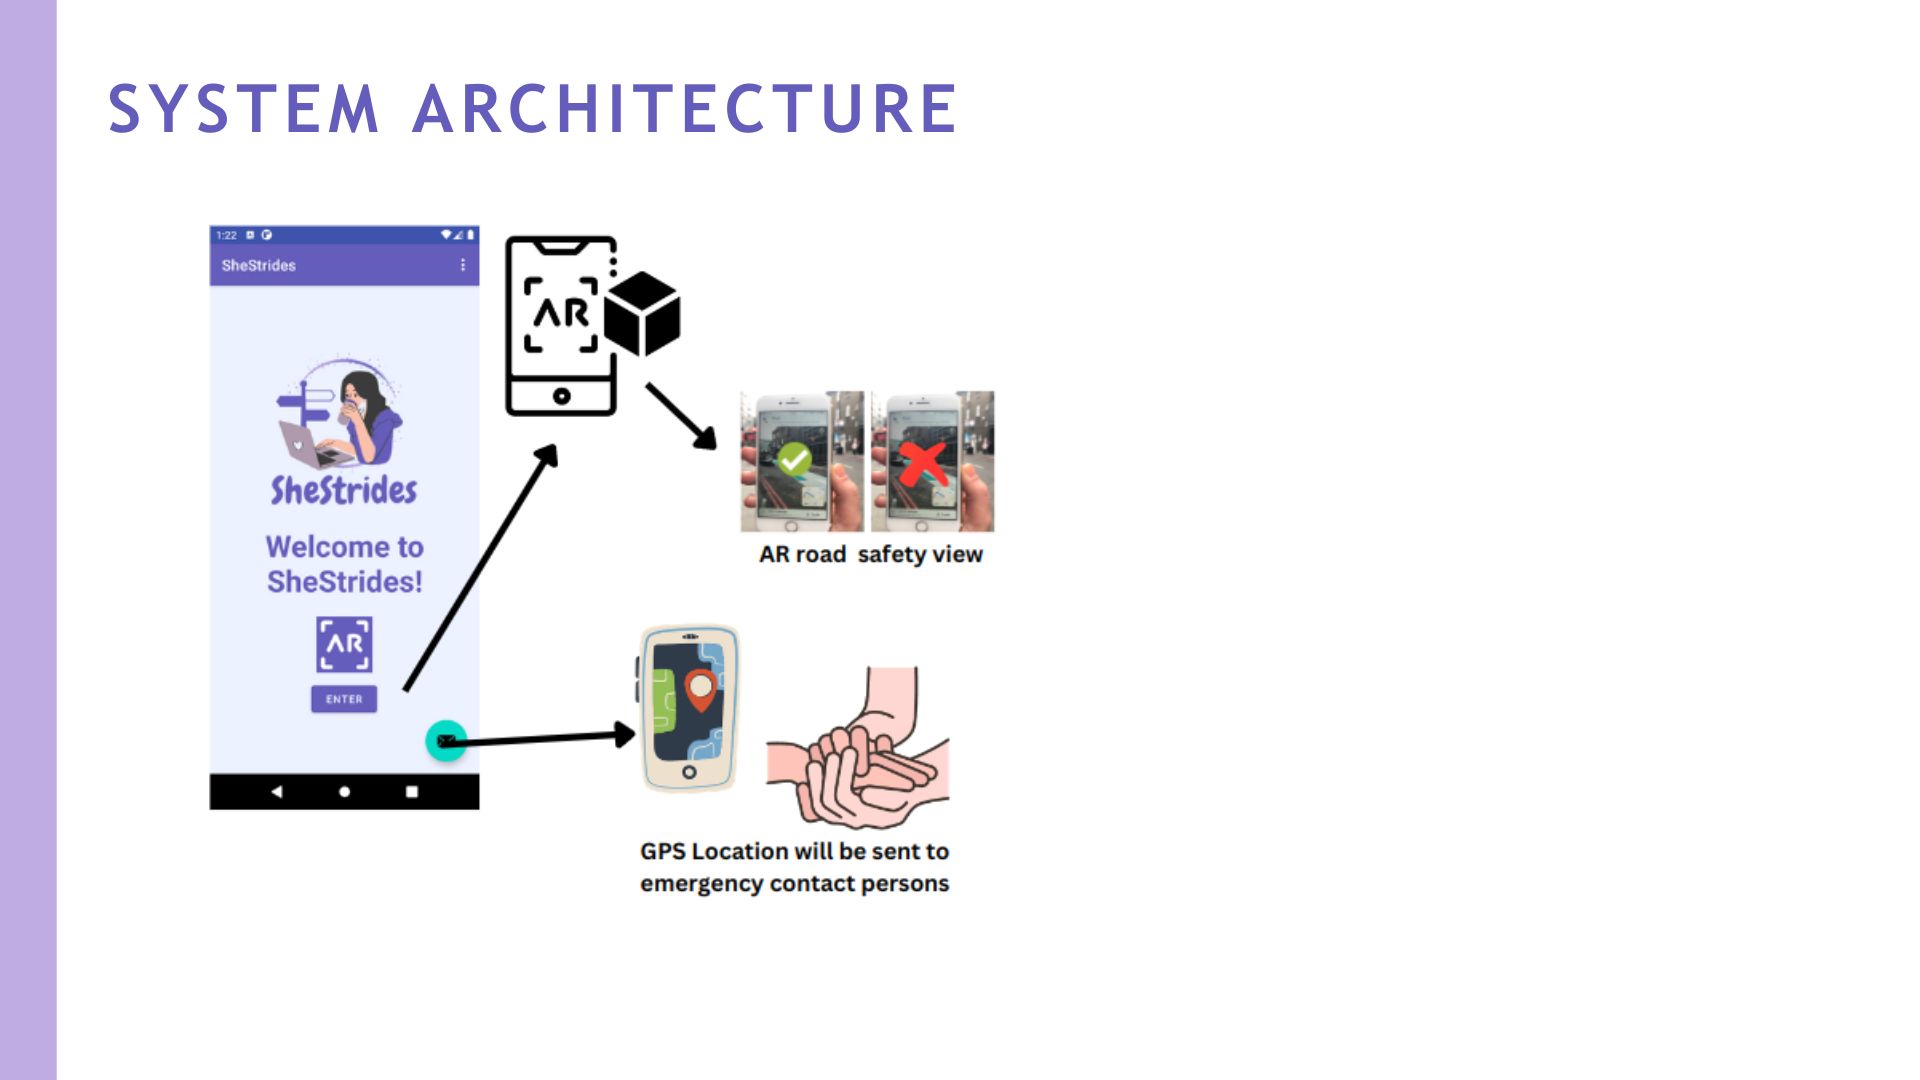 SYSTEM ARCHITECTURE
1:22
SheStrides
SheStrides
Welcome to
SheStrides!
AR
ENTER
AR
AR road safety view
GPS Location will be sent to
emergency contact persons